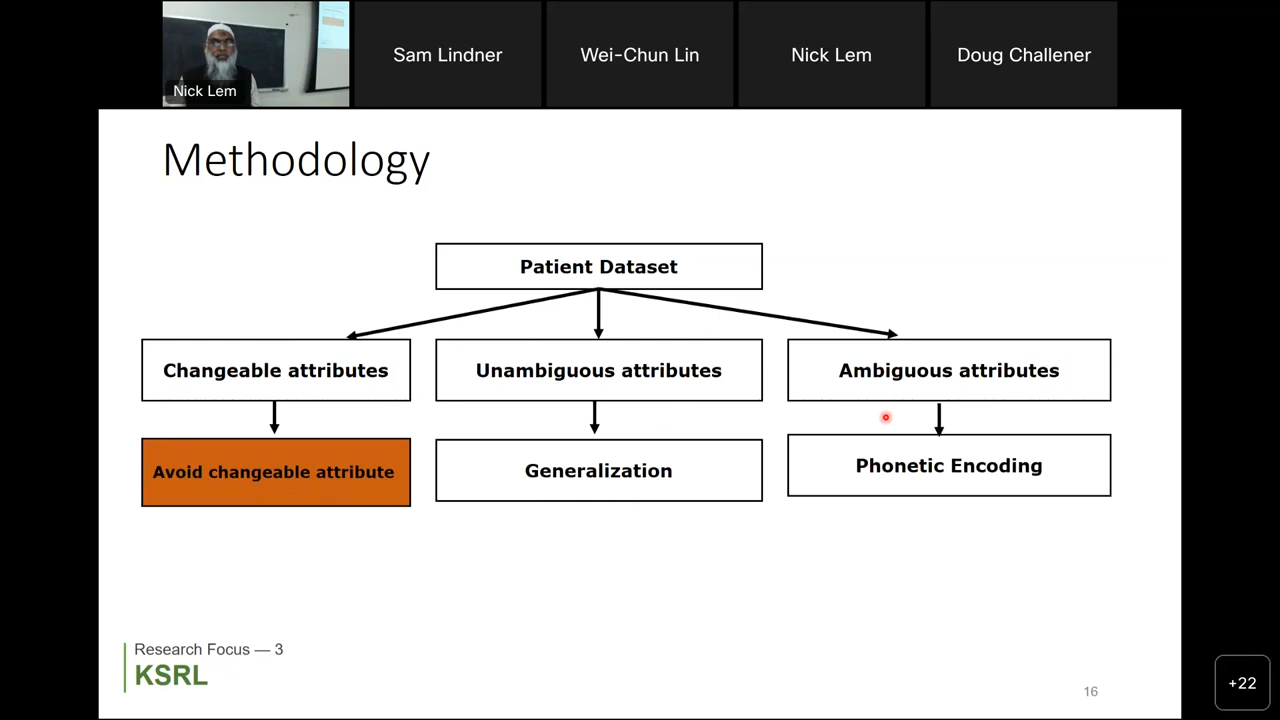 Nick Lem
Sam Lindner
Wei-Chun Lin
Nick Lem
Doug Challener
Methodology
Patient Dataset
Changeable attributes
Unambiguous attributes
Ambiguous attributes
Avoid changeable attribute
Generalization
Phonetic Encoding
Research Focus — 3
KSRL
16
+22